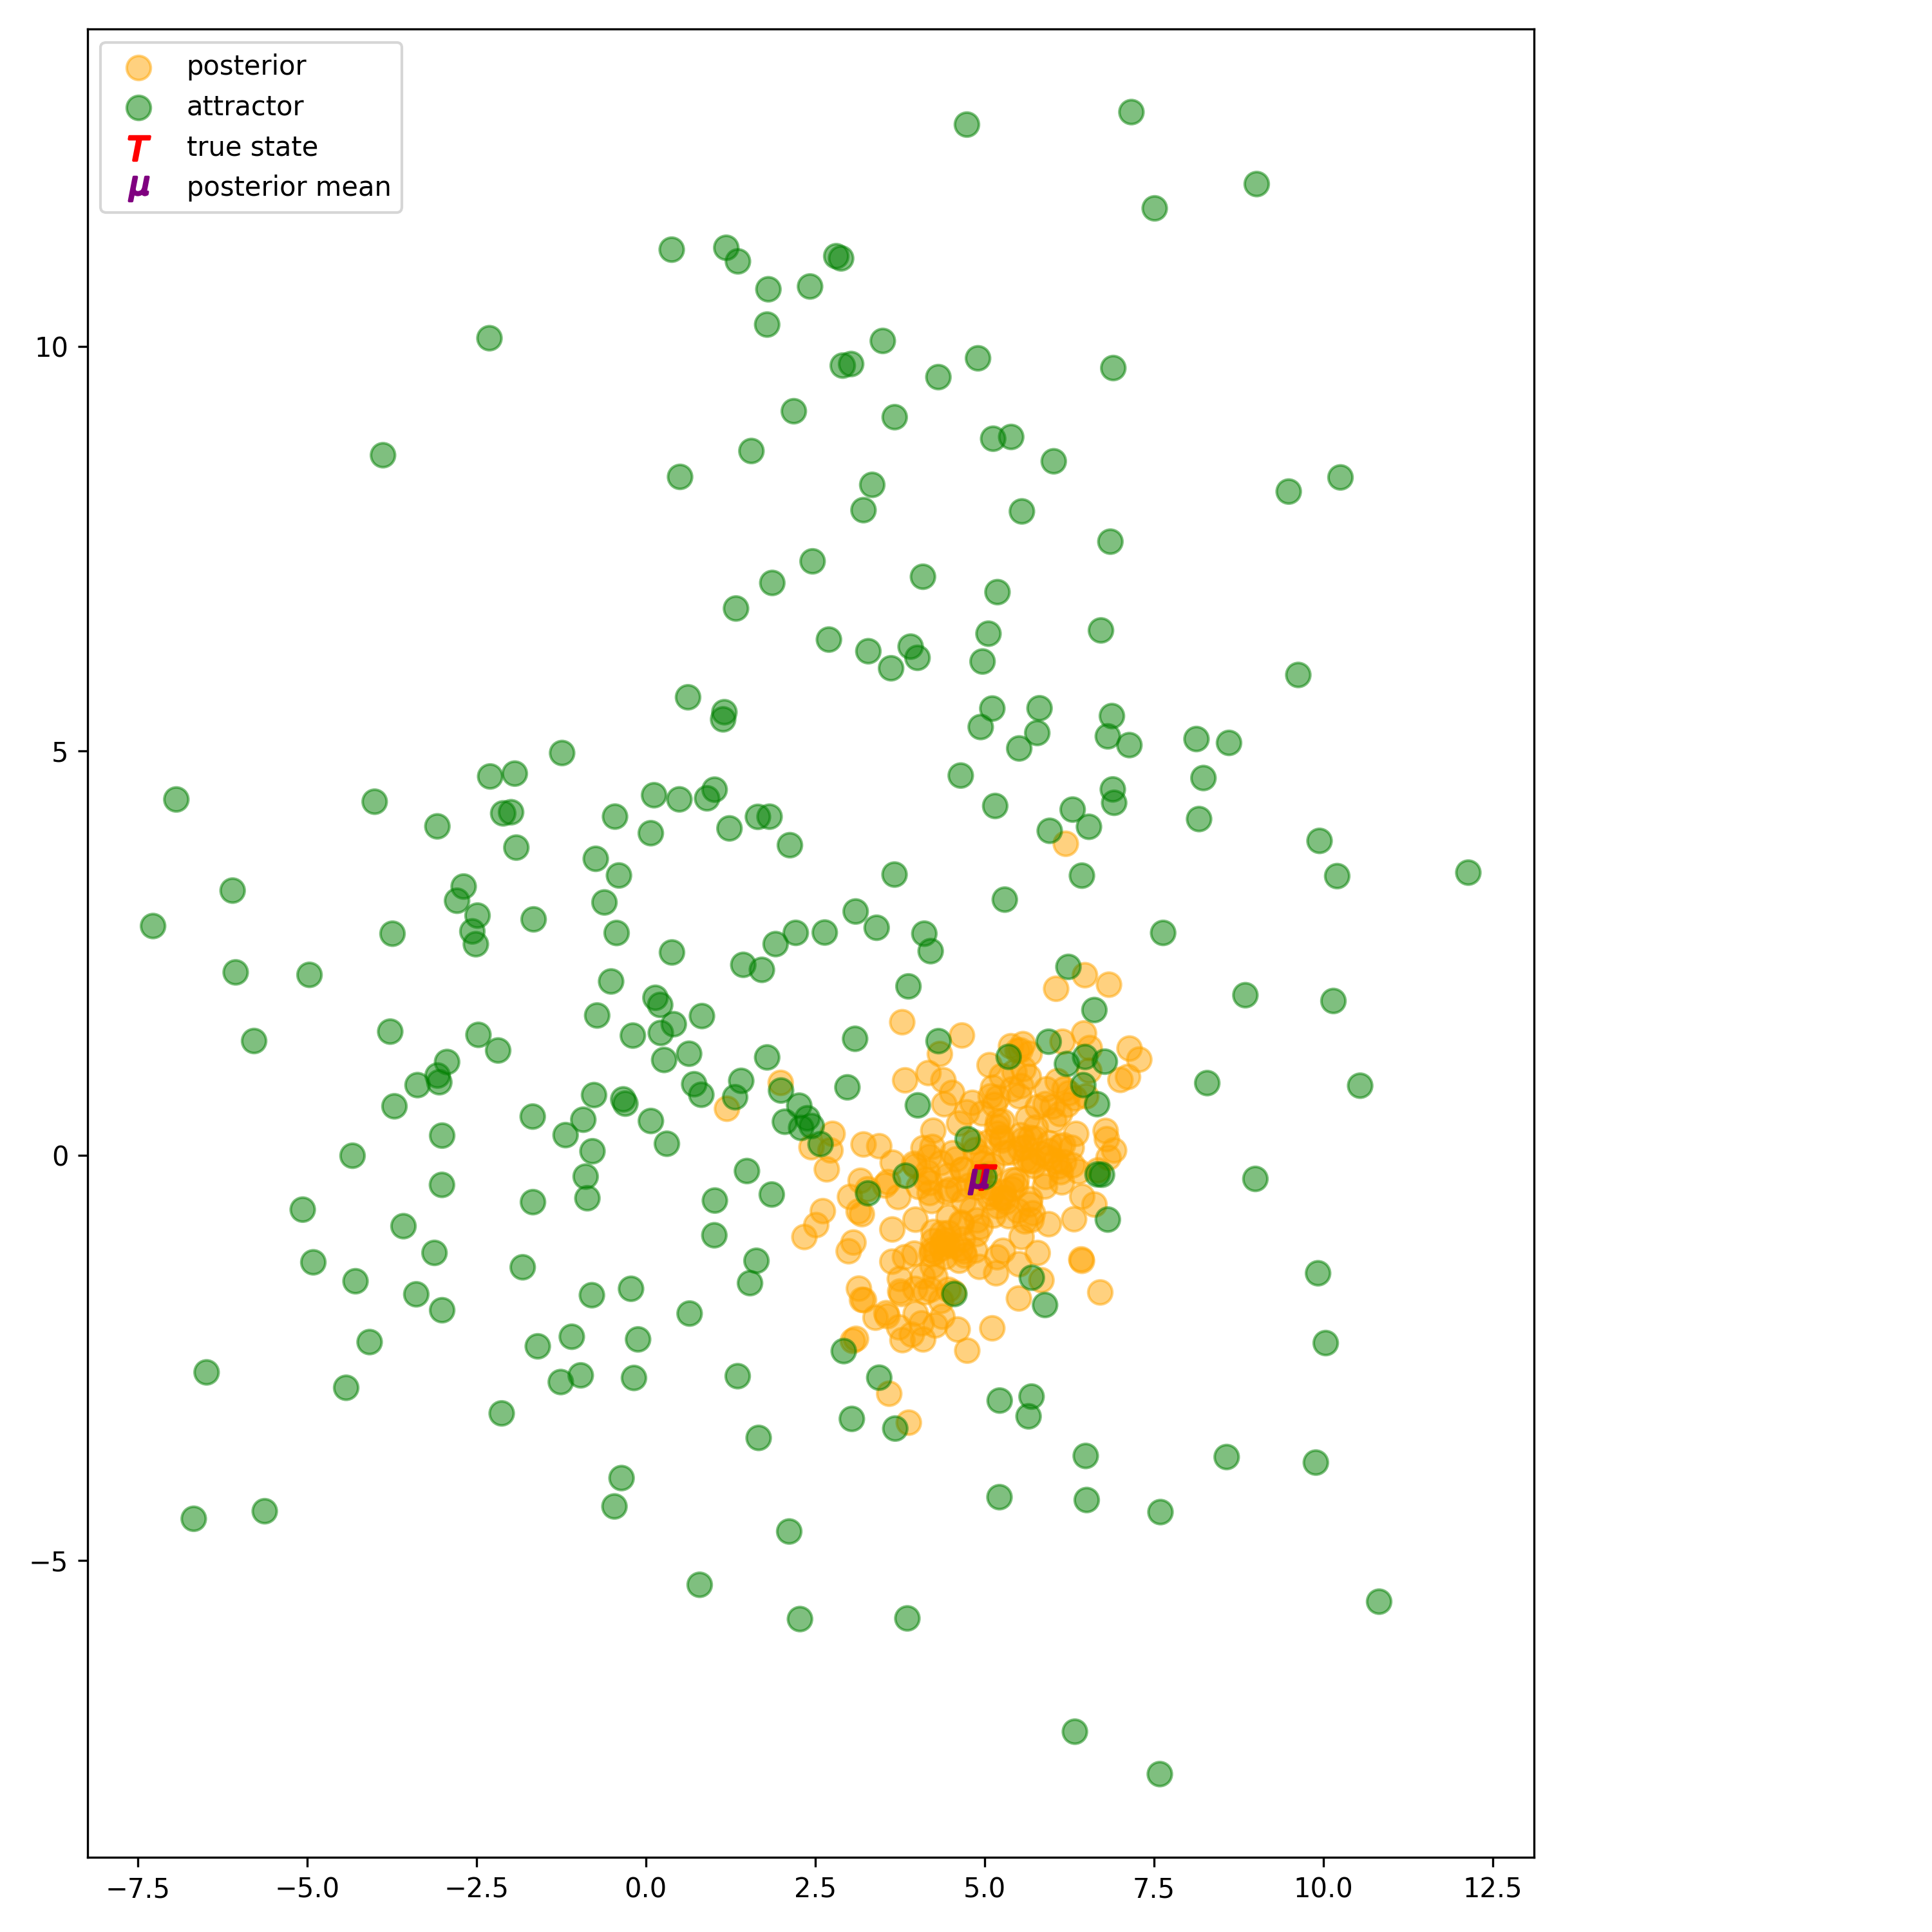 posterior
attractor
T true state
μ posterior mean
10
5
0
−5
−7.5 −5.0 −2.5 0.0 2.5 5.0 7.5 10.0 12.5
μ T